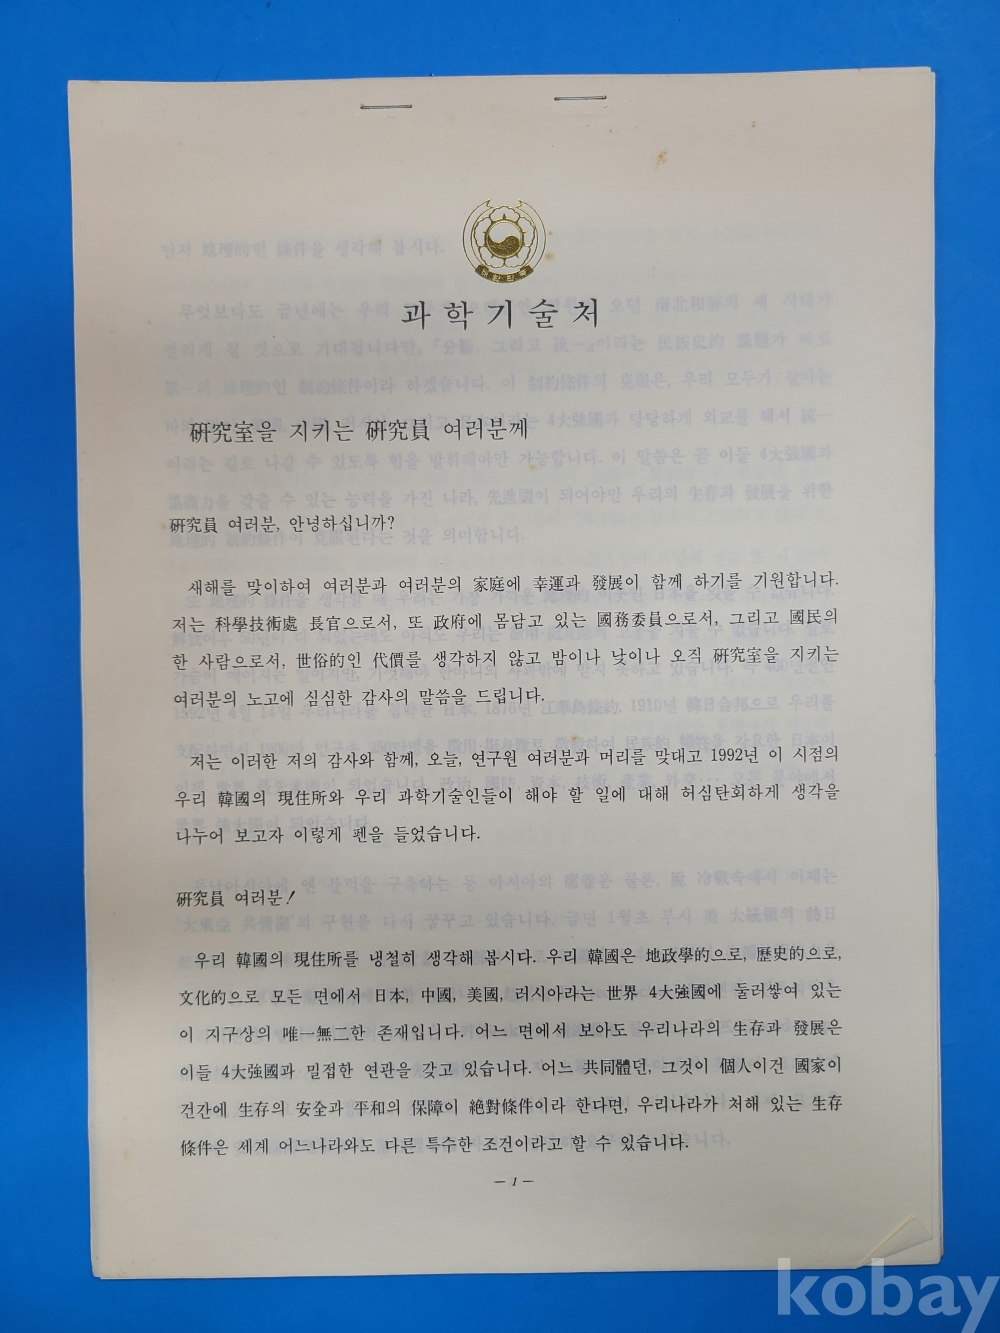 대한민국
과학기술처
硏究室을 지키는 硏究員 여러분께
硏究員 여러분, 안녕하십니까?
새해를 맞이하여 여러분과 여러분의 家庭에 幸運과 發展이 함께 하기를 기원합니다.
저는 科學技術處 長官으로서, 또 政府에 몸담고 있는 國務委員으로서, 그리고 國民의
한 사람으로서, 世俗的인 代價를 생각하지 않고 밤이나 낮이나 오직 硏究室을 지키는
여러분의 노고에 심심한 감사의 말씀을 드립니다.
저는 이러한 저의 감사와 함께, 오늘, 연구원 여러분과 머리를 맞대고 1992년 이 시점의
우리 韓國의 現住所와 우리 과학기술인들이 해야 할 일에 대해 허심탄회하게 생각을
나누어 보고자 이렇게 펜을 들었습니다.
硏究員 여러분!
우리 韓國의 現住所를 냉철히 생각해 봅시다. 우리 韓國은 地政學的으로, 歷史的으로,
文化的으로 모든 면에서 日本, 中國, 美國, 러시아라는 世界 4大強國에 둘러쌓여 있는
이 지구상의 唯一無二한 존재입니다. 어느 면에서 보아도 우리나라의 生存과 發展은
이들 4大強國과 밀접한 연관을 갖고 있습니다. 어느 共同體던, 그것이 個人이건 國家이
건간에 生存의 安全과 平和의 保障이 絕對條件이라 한다면, 우리나라가 처해 있는 生存
條件은 세계 어느나라와도 다른 특수한 조건이라고 할 수 있습니다.
- 1 -
kobay